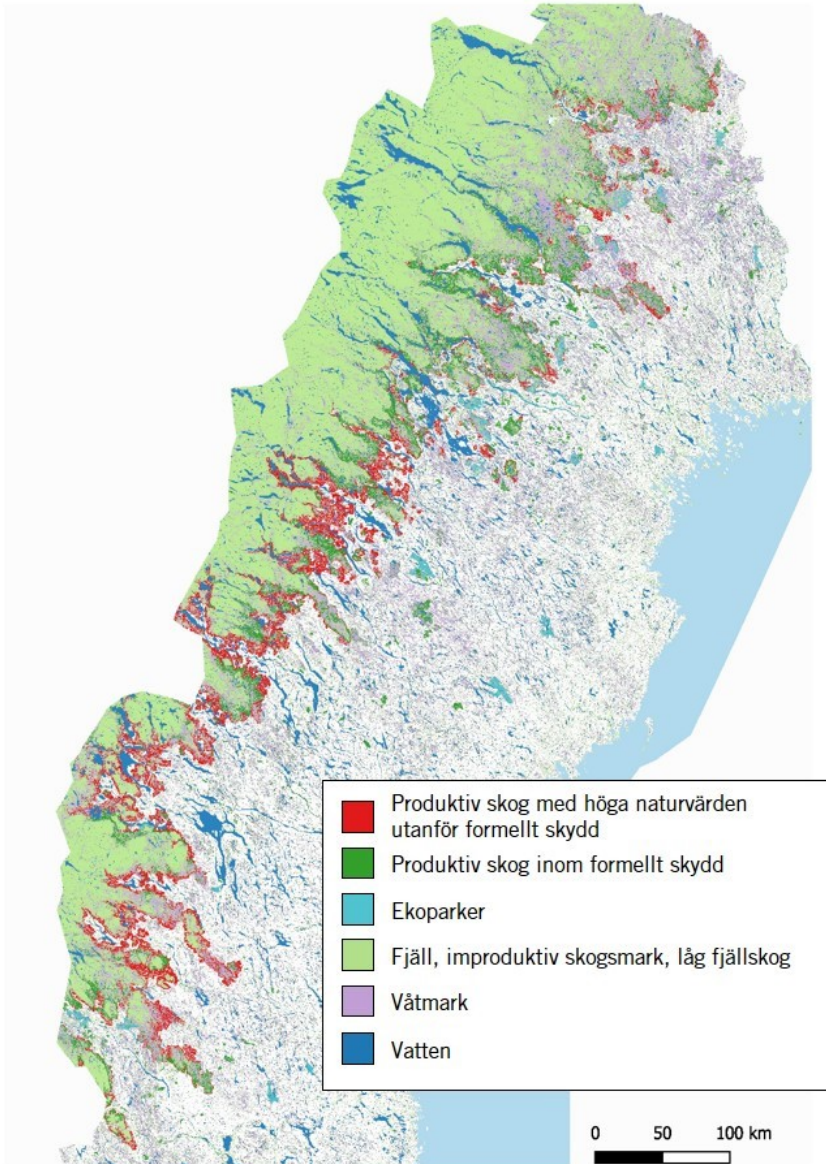 Produktiv skog med höga naturvärden
utanför formellt skydd
Produktiv skog inom formellt skydd
Ekoparker
Fjäll, improduktiv skogsmark, låg fjällskog
Våtmark
Vatten
0 50 100 km